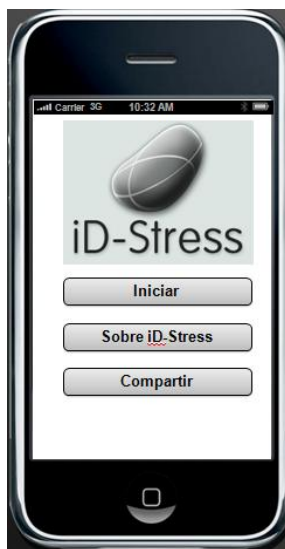 Carrier 3G 10:32 AM
iD-Stress
Iniciar
Sobre iD-Stress
Compartir